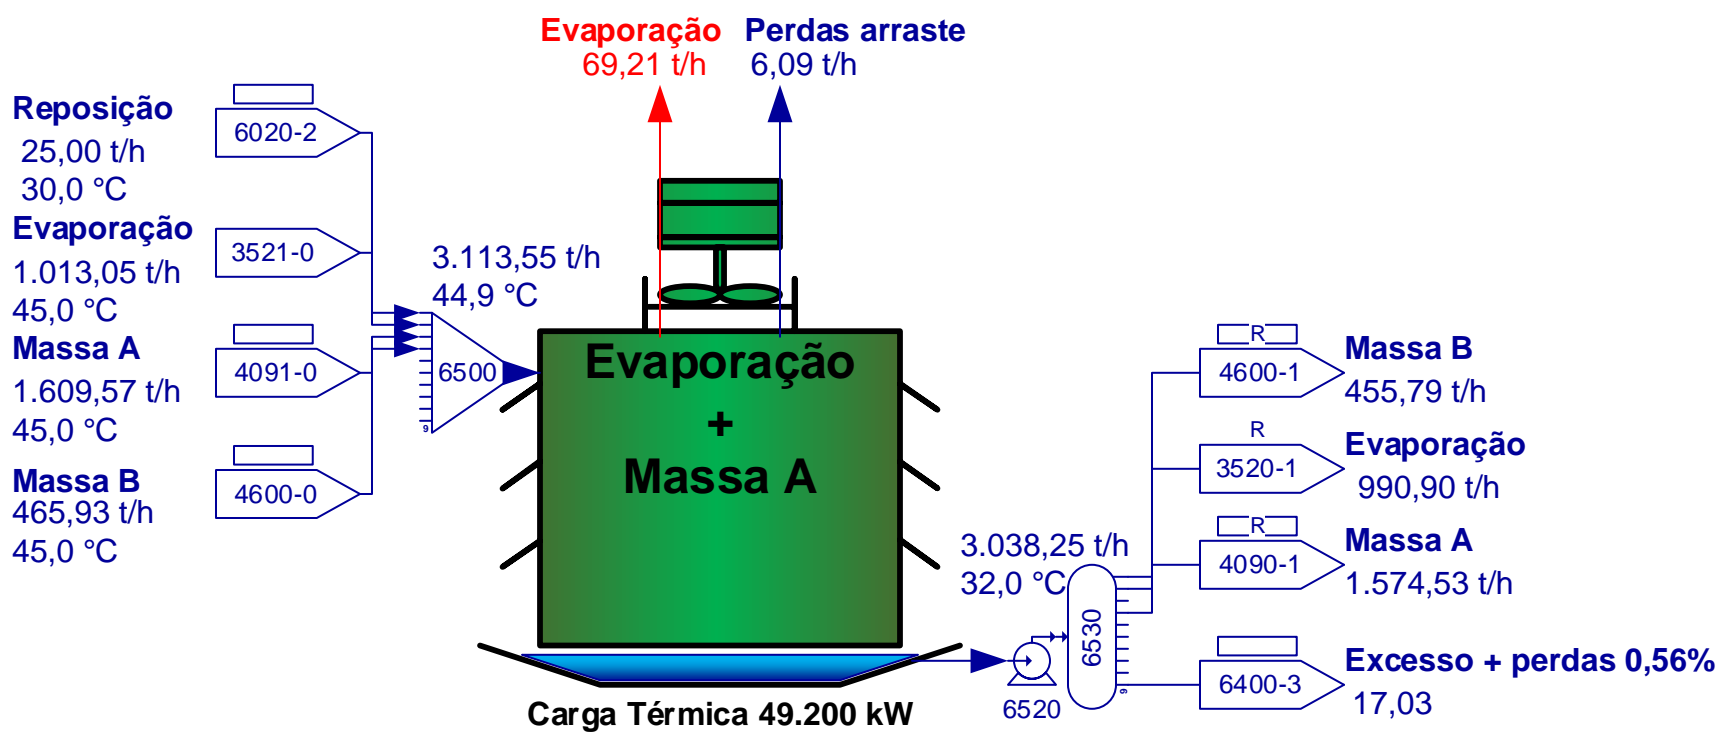 Evaporação
69,21 t/h
Perdas arraste
6,09 t/h
Reposição
25,00 t/h
30,0 °C
6020-2
Evaporação
1.013,05 t/h
45,0 °C
3521-0
Massa A
1.609,57 t/h
45,0 °C
4091-0
Massa B
465,93 t/h
45,0 °C
4600-0
3.113,55 t/h
44,9 °C
6500
9
Evaporação
+
Massa A
Carga Térmica 49.200 kW
3.038,25 t/h
32,0 °C
6520
6530
9
R
4600-1
Massa B
455,79 t/h
R
3520-1
Evaporação
990,90 t/h
R
4090-1
Massa A
1.574,53 t/h
6400-3
Excesso + perdas 0,56%
17,03